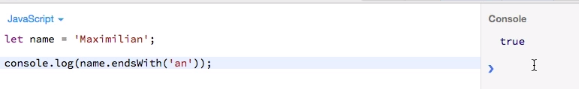 JavaScript
let name = 'Maximilian';
console.log(name.endsWith('an'));
Console
true